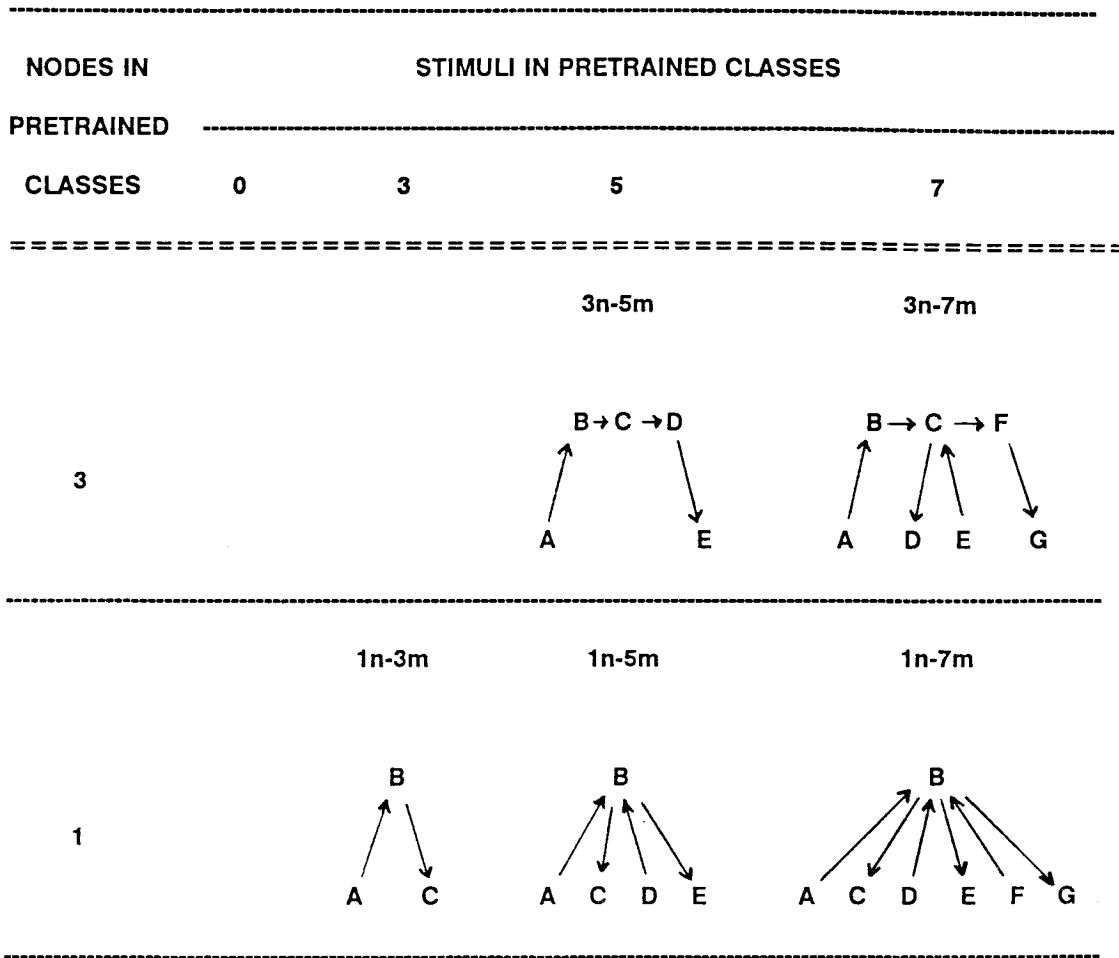 NODES IN STIMULI IN PRETRAINED CLASSES
PRETRAINED
CLASSES 0 3 5 7
3n-5m 3n-7m
B→C→D B→C→F
3
A E A D E G
1n-3m 1n-5m 1n-7m
B B B
1
A C A C D E A C D E F G